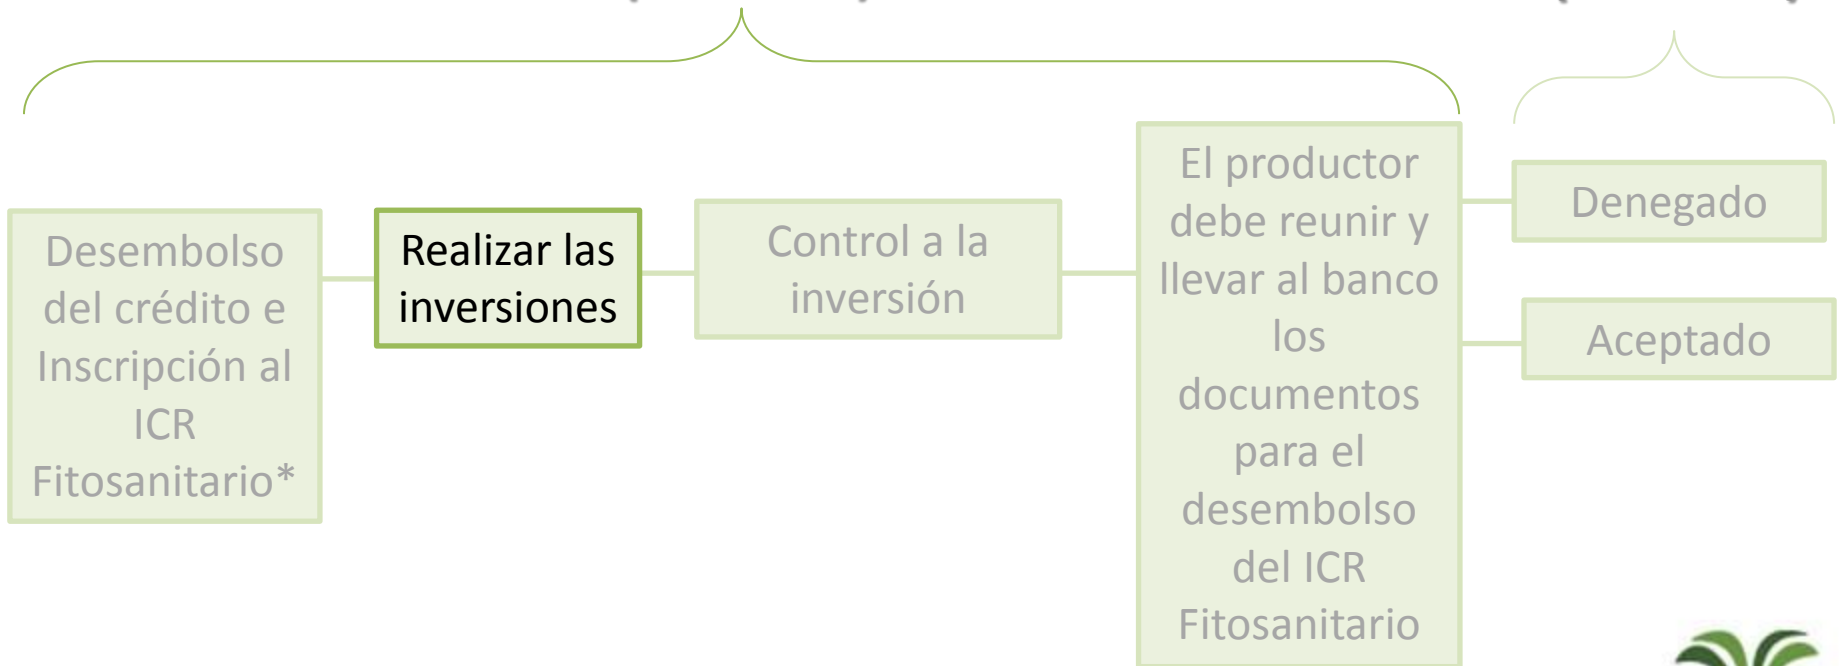 Desembolso
del crédito e
Inscripción al
ICR
Fitosanitario*
Realizar las
inversiones
Control a la
inversión
El productor
debe reunir y
llevar al banco
los
documentos
para el
desembolso
del ICR
Fitosanitario
Denegado
Aceptado